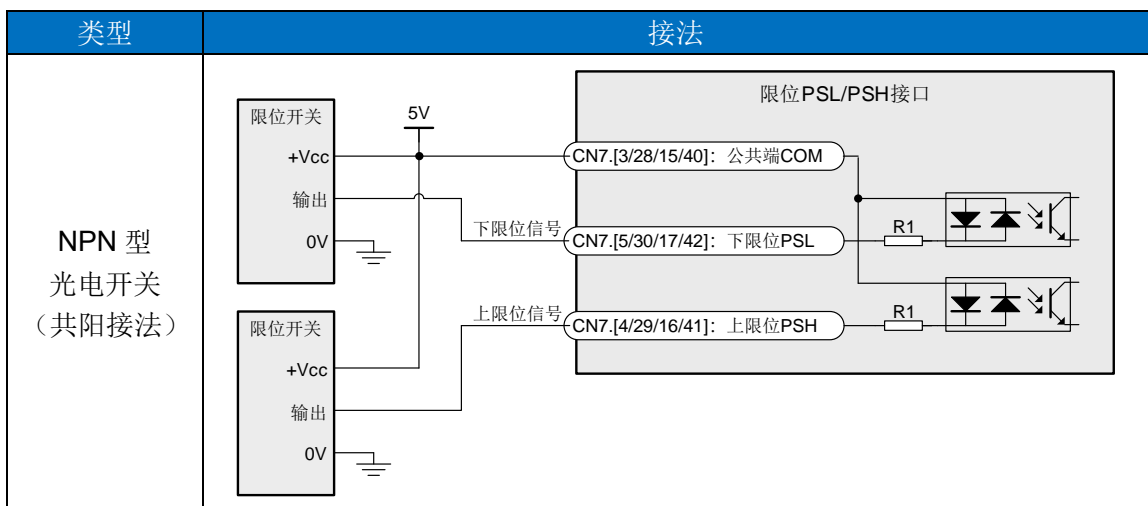 类型
接法
NPN 型
光电开关
（共阳接法）
限位开关
+Vcc
输出
0V
5V
限位开关
+Vcc
输出
0V
下限位信号
上限位信号
限位PSL/PSH接口
CN7.[3/28/15/40]：公共端COM
CN7.[5/30/17/42]：下限位PSL
R1
CN7.[4/29/16/41]：上限位PSH
R1